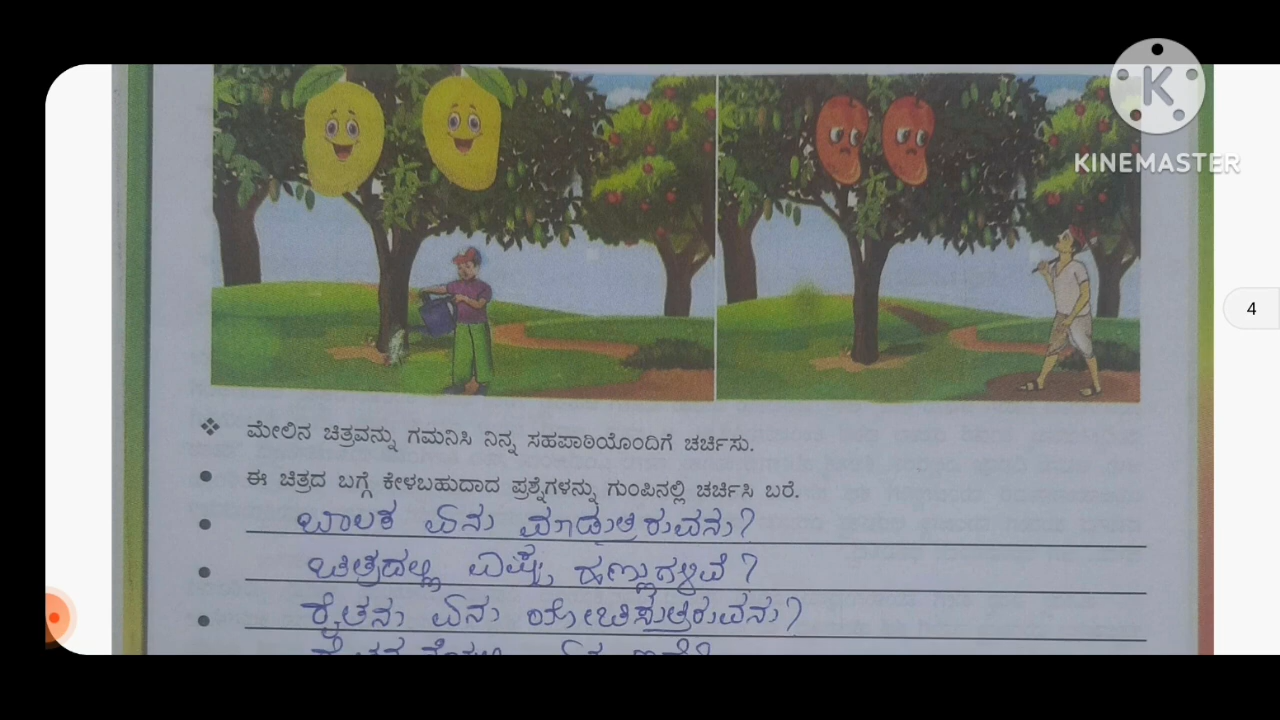 KINEMASTER
4
ಮೇಲಿನ ಚಿತ್ರವನ್ನು ಗಮನಿಸಿ ನಿನ್ನ ಸಹಪಾಠಿಯೊಂದಿಗೆ ಚರ್ಚಿಸು.
ಈ ಚಿತ್ರದ ಬಗ್ಗೆ ಕೇಳಬಹುದಾದ ಪ್ರಶ್ನೆಗಳನ್ನು ಗುಂಪಿನಲ್ಲಿ ಚರ್ಚಿಸಿ ಬರೆ.
ಬಾಲಕ ಏನು ಮಾಡುತ್ತಿರುವನು?
ಚಿತ್ರದಲ್ಲಿ ಎಷ್ಟು ಹಣ್ಣುಗಳಿವೆ?
ರೈತನು ಏನು ಯೋಚಿಸುತ್ತಿರುವನು?